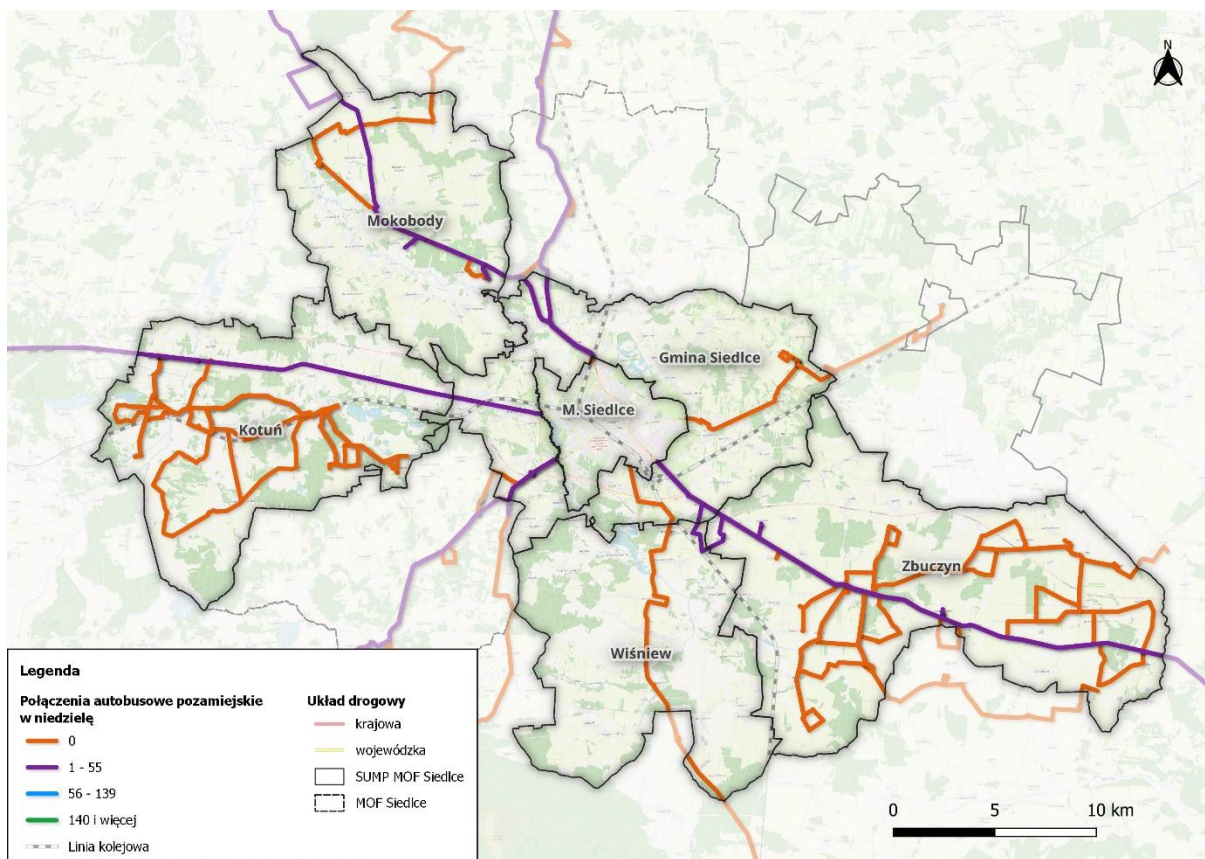 N
Mokobody
Gmina Siedlce
M. Siedlce
Kotuń
Zbuczyn
Wiśniew
Legenda
Połączenia autobusowe pozamiejskie
w niedzielę
0
1 - 55
56 - 139
140 i więcej
Linia kolejowa
Układ drogowy
krajowa
wojewódzka
SUMP MOF Siedlce
MOF Siedlce
0 5 10 km